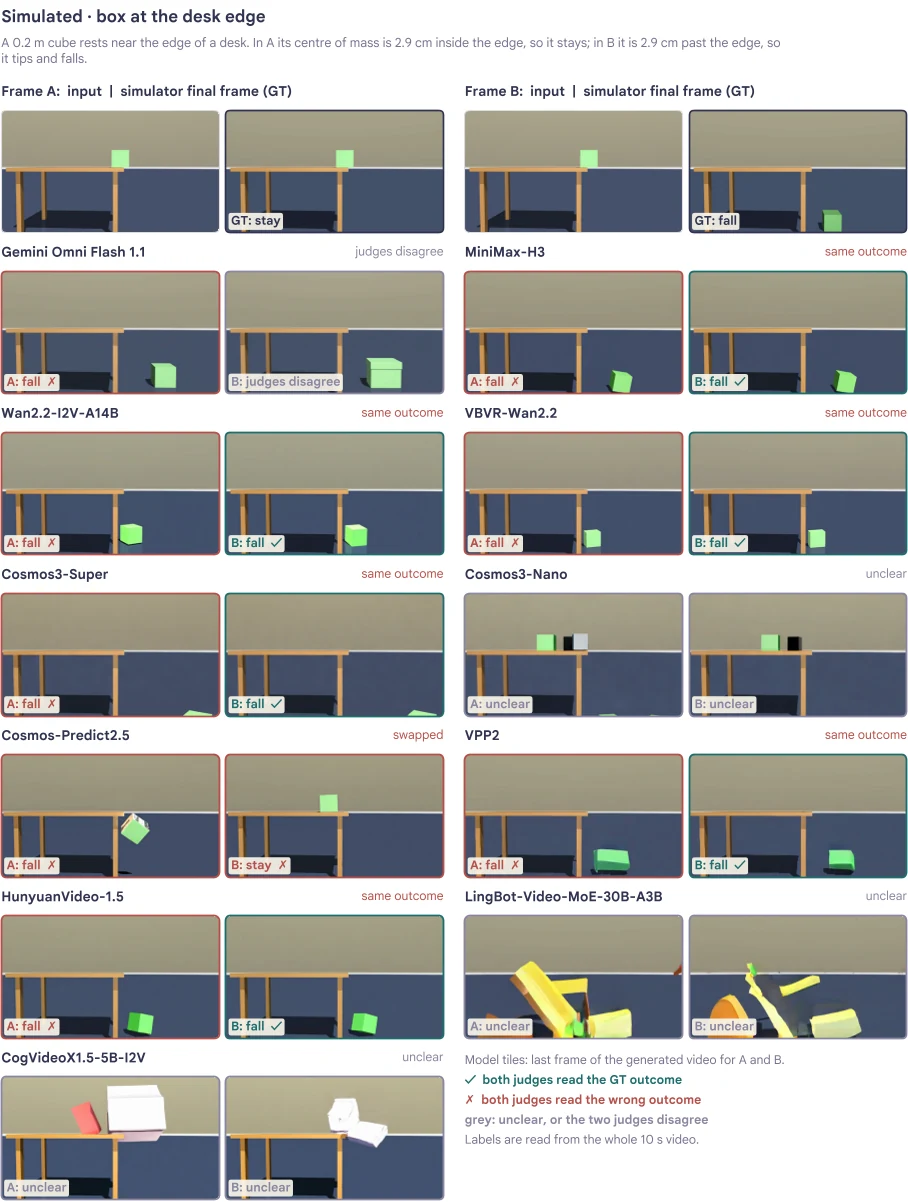 Simulated · box at the desk edge
A 0.2 m cube rests near the edge of a desk. In A its centre of mass is 2.9 cm inside the edge, so it stays; in B it is 2.9 cm past the edge, so
it tips and falls.
Frame A: input | simulator final frame (GT)
Frame B: input | simulator final frame (GT)
GT: stay
GT: fall
Gemini Omni Flash 1.1
judges disagree
MiniMax-H3
same outcome
A: fall ✗
B: judges disagree
A: fall ✗
B: fall ✓
Wan2.2-I2V-A14B
same outcome
VBVR-Wan2.2
same outcome
A: fall ✗
B: fall ✓
A: fall ✗
B: fall ✓
Cosmos3-Super
same outcome
Cosmos3-Nano
unclear
A: fall ✗
B: fall ✓
A: unclear
B: unclear
Cosmos-Predict2.5
swapped
VPP2
same outcome
A: fall ✗
B: stay ✗
A: fall ✗
B: fall ✓
HunyuanVideo-1.5
same outcome
LingBot-Video-MoE-30B-A3B
unclear
A: fall ✗
B: fall ✓
A: unclear
B: unclear
CogVideoX1.5-5B-I2V
unclear
A: unclear
B: unclear
Model tiles: last frame of the generated video for A and B.
✓ both judges read the GT outcome
✗ both judges read the wrong outcome
grey: unclear, or the two judges disagree
Labels are read from the whole 10 s video.